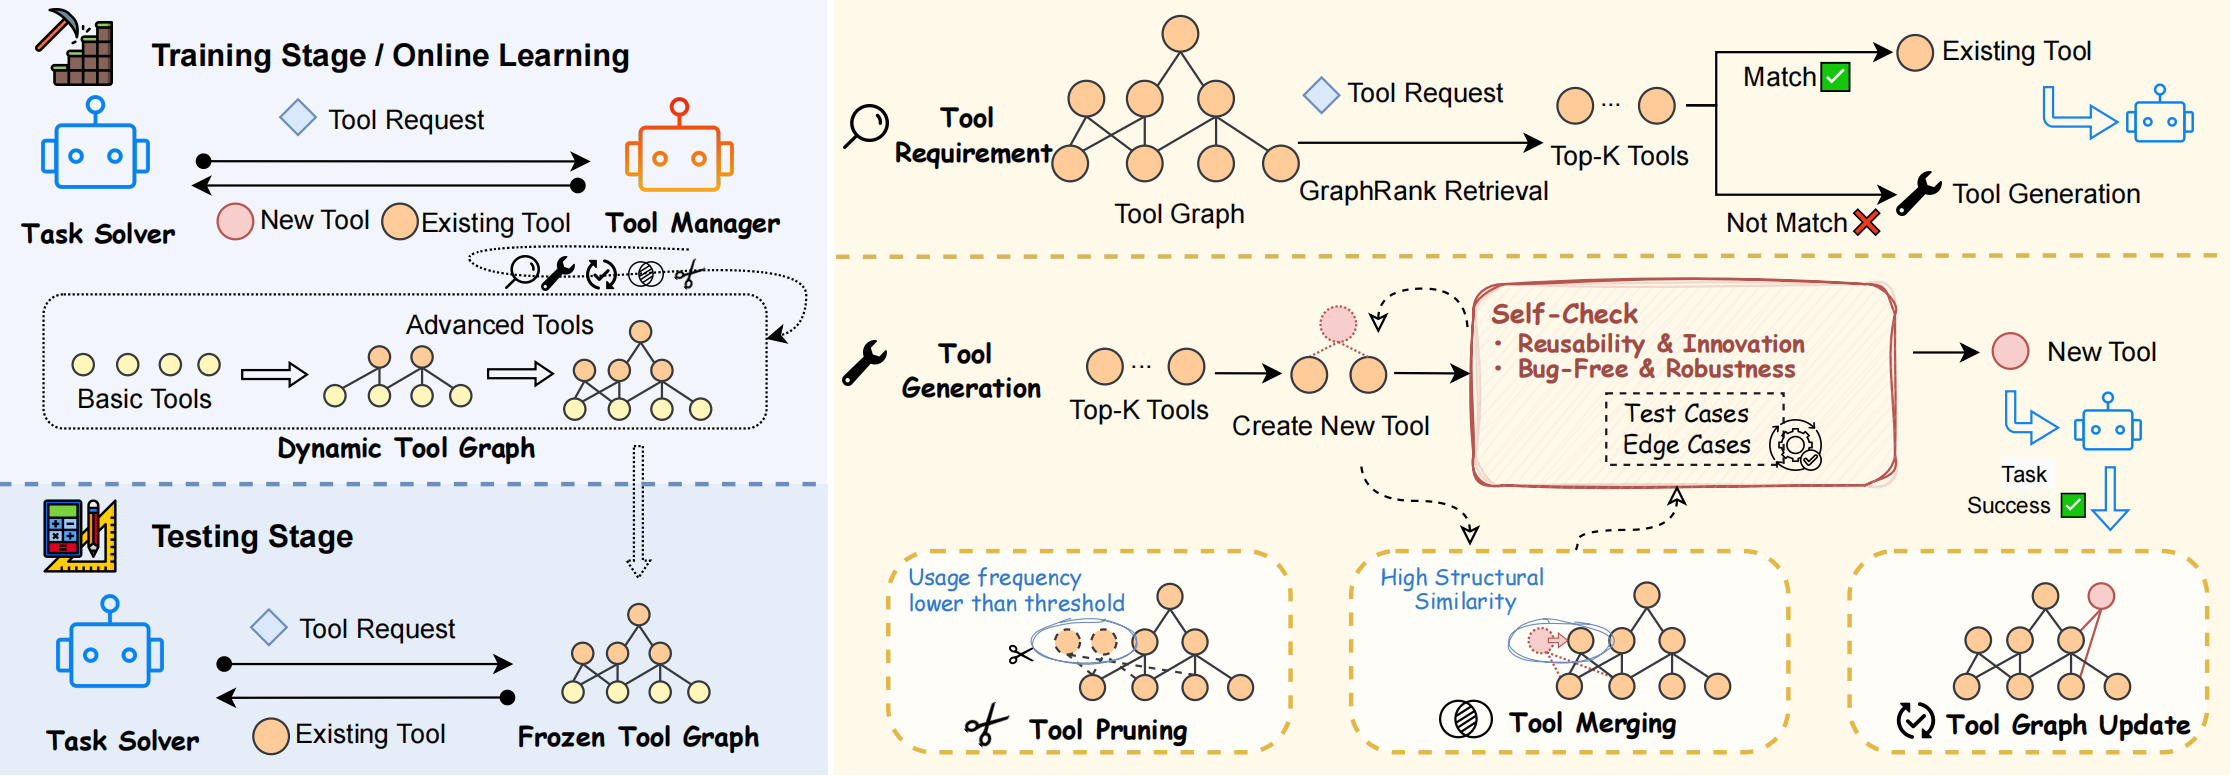 Training Stage / Online Learning
Tool Request
New Tool
Existing Tool
Task Solver
Tool Manager
Advanced Tools
Basic Tools
Dynamic Tool Graph
Testing Stage
Tool Request
Existing Tool
Task Solver
Frozen Tool Graph
Tool
Requirement
Tool Graph
Tool Request
GraphRank Retrieval
...
Top-K Tools
Match
Existing Tool
Not Match
Tool Generation
Tool
Generation
...
Top-K Tools
Create New Tool
Self-Check
• Reusability & Innovation
• Bug-Free & Robustness
Test Cases
Edge Cases
New Tool
Task
Success
Usage frequency
lower than threshold
Tool Pruning
High Structural
Similarity
Tool Merging
Tool Graph Update